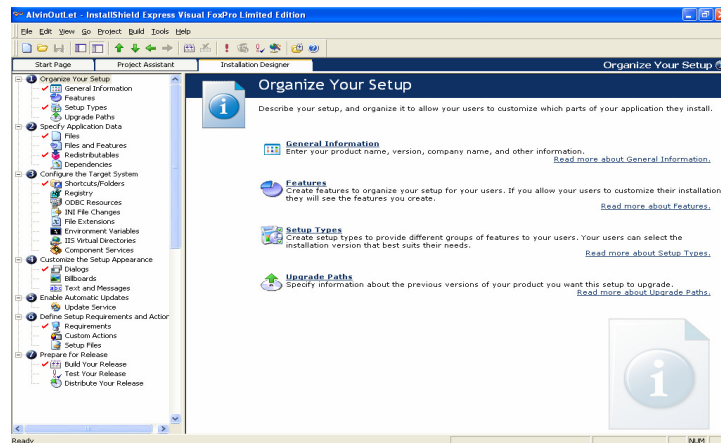 AlvinOutLet - InstallShield Express Visual FoxPro Limited Edition
File Edit View Go Project Build Tools Help
Start Page Project Assistant Installation Designer Organize Your Setup
1 Organize Your Setup
General Information
Features
Setup Types
Upgrade Paths
2 Specify Application Data
Files
Files and Features
Redistributables
Dependencies
3 Configure the Target System
Shortcuts/Folders
Registry
ODBC Resources
INI File Changes
File Extensions
Environment Variables
IIS Virtual Directories
Component Services
4 Customize the Setup Appearance
Dialogs
Billboards
Text and Messages
5 Enable Automatic Updates
Update Service
6 Define Setup Requirements and Action
Requirements
Custom Actions
Setup Files
7 Prepare for Release
Build Your Release
Test Your Release
Distribute Your Release
Organize Your Setup
Describe your setup, and organize it to allow your users to customize which parts of your application they install.
General Information
Enter your product name, version, company name, and other information.
Read more about General Information.
Features
Create features to organize your setup for your users. If you allow your users to customize their installation
they will see the features you create.
Read more about Features.
Setup Types
Create setup types to provide different groups of features to your users. Your users can select the
installation version that best suits their needs.
Read more about Setup Types.
Upgrade Paths
Specify information about the previous versions of your product you want this setup to upgrade.
Read more about Upgrade Paths.
Ready
NUM